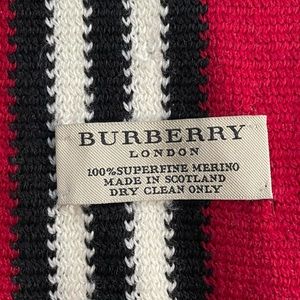 BURBERRY
LONDON
100%SUPERFINE MERINO
MADE IN SCOTLAND
DRY CLEAN ONLY